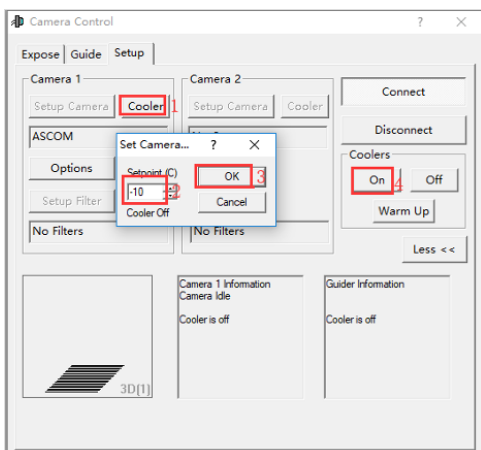 Camera Control ? ×
Expose Guide Setup
Camera 1
Setup Camera Cooler 1
ASCOM
Options
Setup Filter
No Filters
Camera 2
Setup Camera Cooler
No Filters
Set Camera... ? ×
Setpoint (C)
-10 2
Cooler Off
OK 3
Cancel
Connect
Disconnect
Coolers
On 4 Off
Warm Up
Less <<
3D(1)
Camera 1 Information
Camera Idle
Cooler is off
Guider Information
Cooler is off